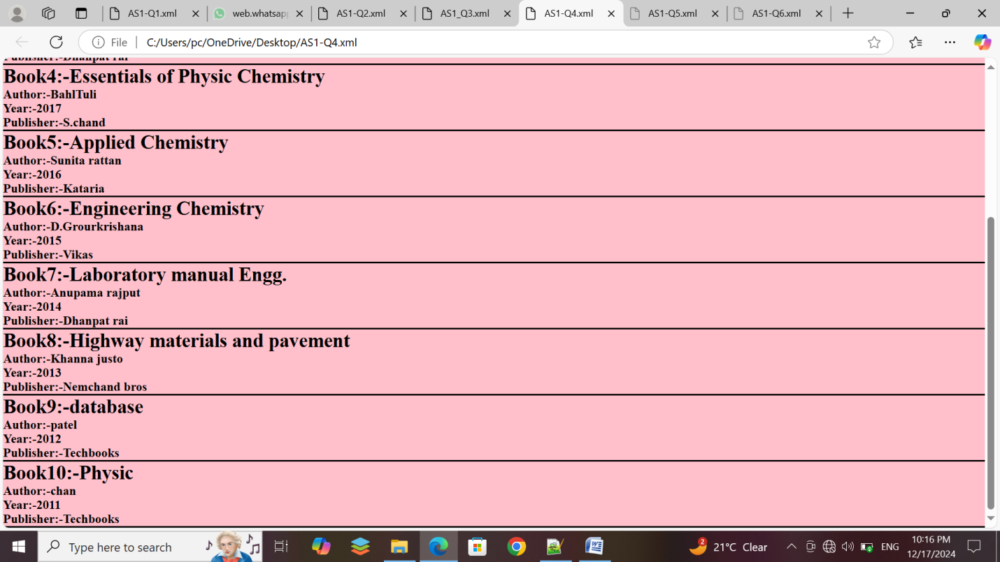 AS1-Q1.xml
web.whatsap
AS1-Q2.xml
AS1_Q3.xml
AS1-Q4.xml
AS1-Q5.xml
AS1-Q6.xml
File
C:/Users/pc/OneDrive/Desktop/AS1-Q4.xml
Publisher:-Dhanpat rai
Book4:-Essentials of Physic Chemistry
Author:-BahlTuli
Year:-2017
Publisher:-S.chand
Book5:-Applied Chemistry
Author:-Sunita rattan
Year:-2016
Publisher:-Kataria
Book6:-Engineering Chemistry
Author:-D.Grourkrishana
Year:-2015
Publisher:-Vikas
Book7:-Laboratory manual Engg.
Author:-Anupama rajput
Year:-2014
Publisher:-Dhanpat rai
Book8:-Highway materials and pavement
Author:-Khanna justo
Year:-2013
Publisher:-Nemchand bros
Book9:-database
Author:-patel
Year:-2012
Publisher:-Techbooks
Book10:-Physic
Author:-chan
Year:-2011
Publisher:-Techbooks
Type here to search
2
21°C Clear
ENG
10:16 PM
12/17/2024